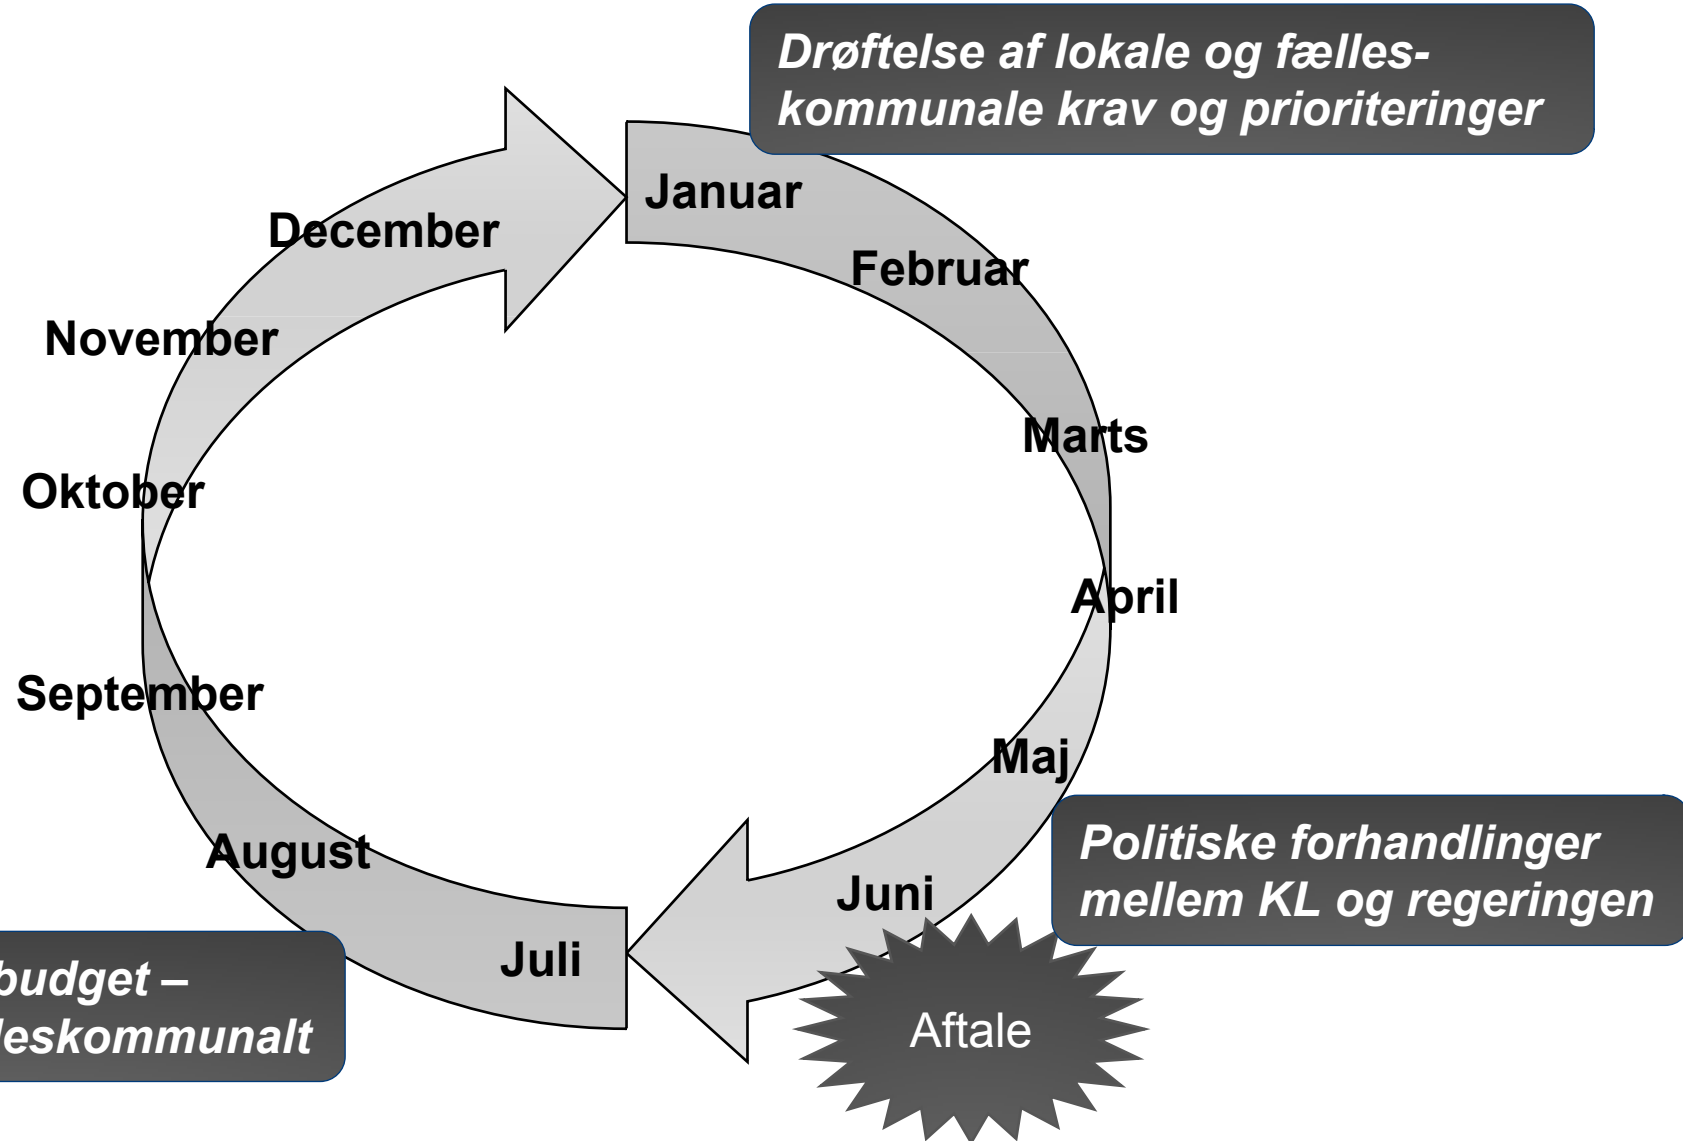 Drøftelse af lokale og fælles-
kommunale krav og prioriteringer
Januar
Februar
Marts
April
Maj
Juni
Juli
August
September
Oktober
November
December
Politiske forhandlinger
mellem KL og regeringen
Aftale
budget –
leskommunalt